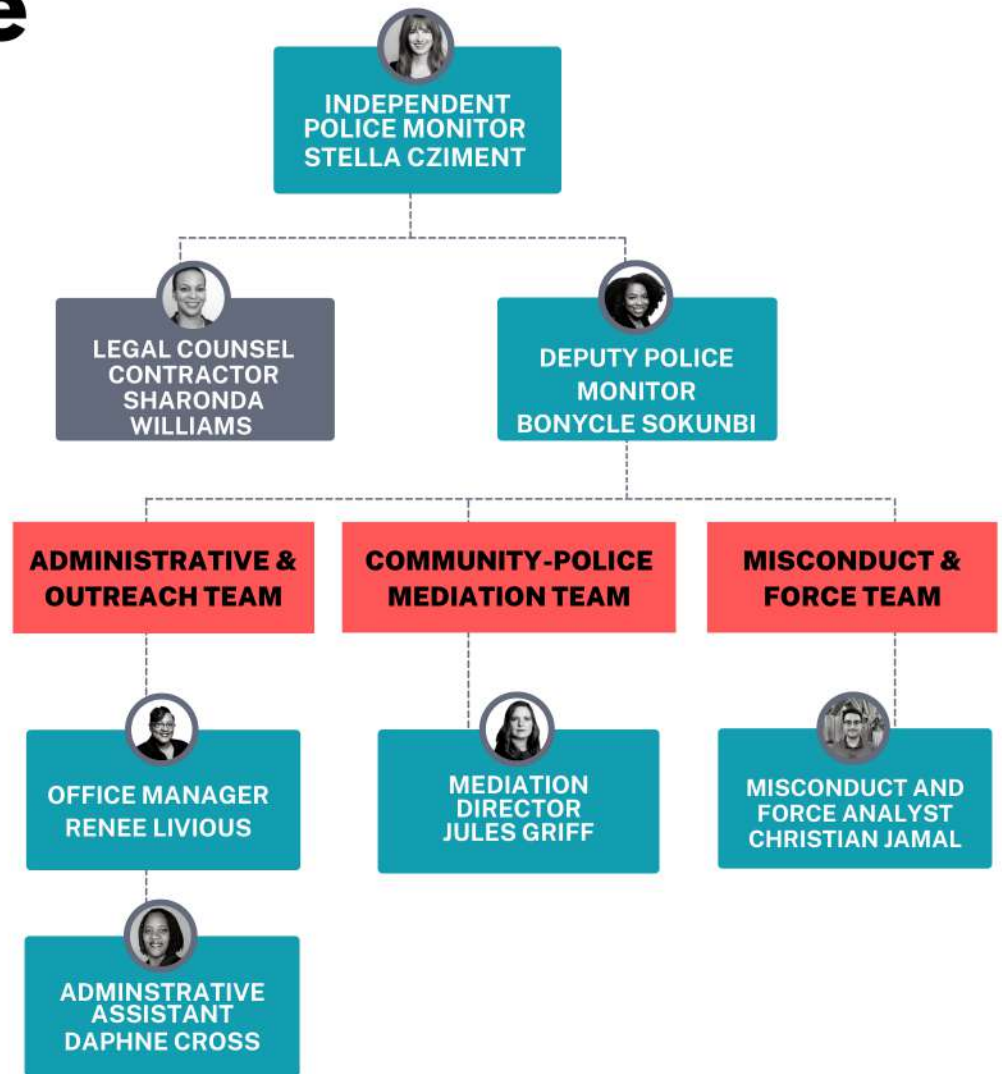 e
INDEPENDENT
POLICE MONITOR
STELLA CZIMENT
LEGAL COUNSEL
CONTRACTOR
SHARONDA
WILLIAMS
DEPUTY POLICE
MONITOR
BONYCLE SOKUNBI
ADMINISTRATIVE &
OUTREACH TEAM
COMMUNITY-POLICE
MEDIATION TEAM
MISCONDUCT &
FORCE TEAM
OFFICE MANAGER
RENEE LIVIOUS
MEDIATION
DIRECTOR
JULES GRIFF
MISCONDUCT AND
FORCE ANALYST
CHRISTIAN JAMAL
ADMINSTRATIVE
ASSISTANT
DAPHNE CROSS